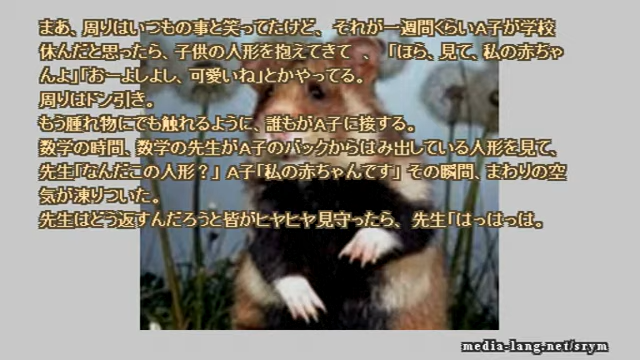 まあ、周りはいつもの事と笑ってたけど、それが一週間くらいA子が学校
休んだと思ったら、子供の人形を抱えてきて 、 「ほら、見て、私の赤ちゃ
んよ」「おーよしよし、可愛いね」とかやってる。
周りはドン引き。
もう腫れ物にでも触れるように、誰もがA子に接する。
数学の時間、数学の先生がA子のバックからはみ出している人形を見て、
先生「なんだこの人形？」 A子「私の赤ちゃんです」 その瞬間、まわりの空
気が凍りついた。
先生はどう返すんだろうと皆がヒヤヒヤ見守ったら、 先生「はっはっは。
media-lang.net/srym